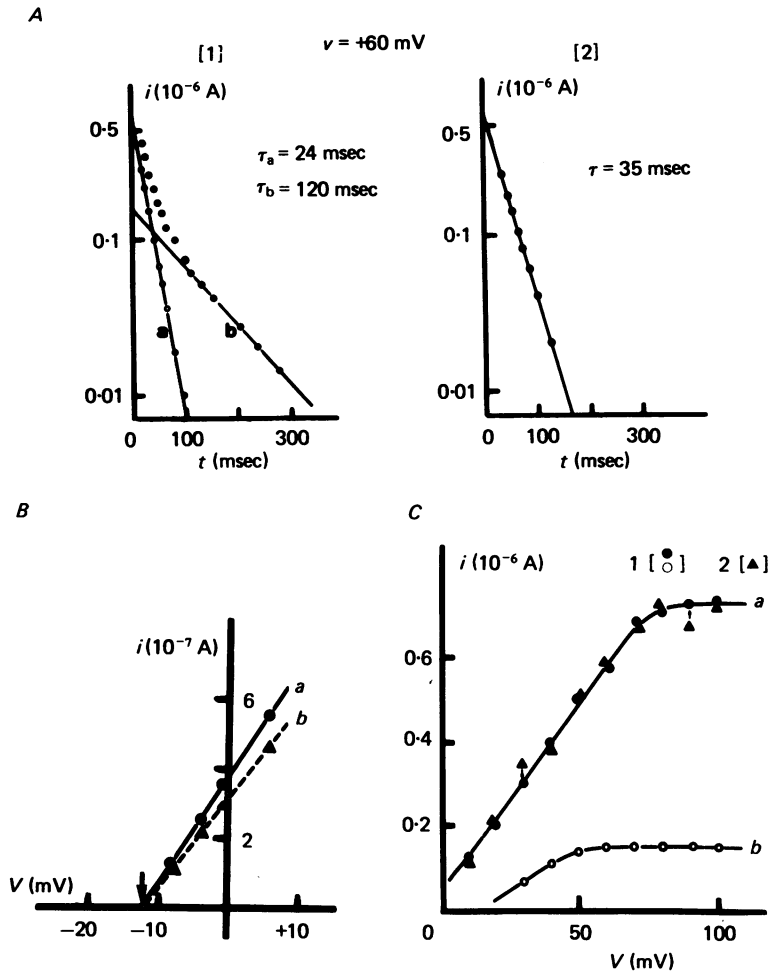 A
v = +60 mV
[1]
[2]
i (10⁻⁶ A)
i (10⁻⁶ A)
0·5
0·5
τa = 24 msec
τb = 120 msec
τ = 35 msec
0·1
0·1
a
b
0·01
0·01
0 100 300
0 100 300
t (msec)
t (msec)
B
C
i (10⁻⁷ A)
a
6
b
2
V (mV)
−20 −10 +10
i (10⁻⁶ A)
1 [● ○] 2 [▲]
a
0·6
0·4
0·2
b
0 50 100
V (mV)